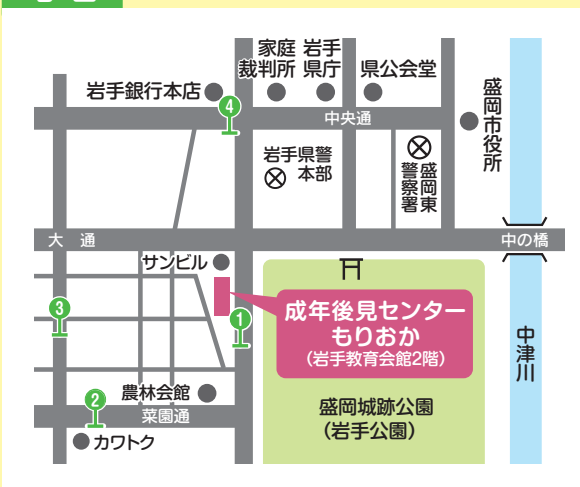 家庭
裁判所
岩手
県庁
県公会堂
岩手銀行本店
4
中央通
盛岡市役所
岩手県警
本部
盛岡東
警察署
大通
中の橋
サンビル
3
1
成年後見センター
もりおか
(岩手教育会館2階)
中津川
2
農林会館
菜園通
盛岡城跡公園
(岩手公園)
カワトク